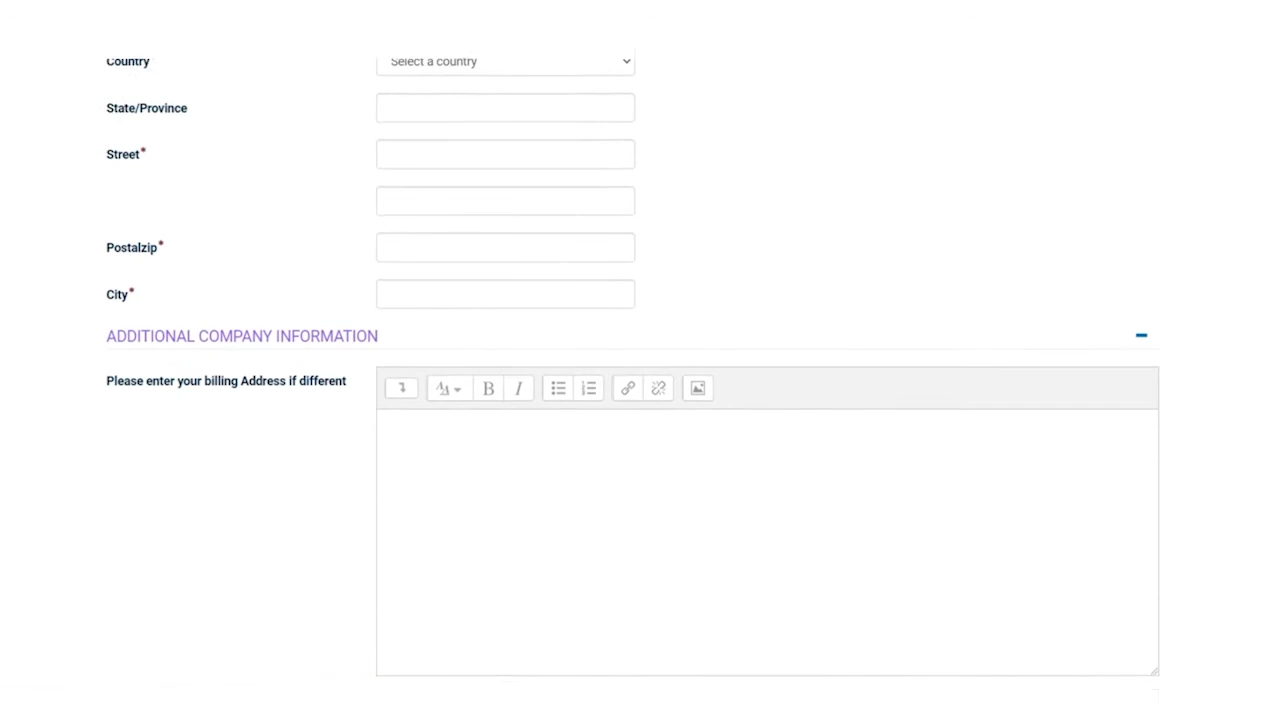 Country
Select a country
State/Province
Street*
Postalzip*
City*
ADDITIONAL COMPANY INFORMATION
Please enter your billing Address if different
B I